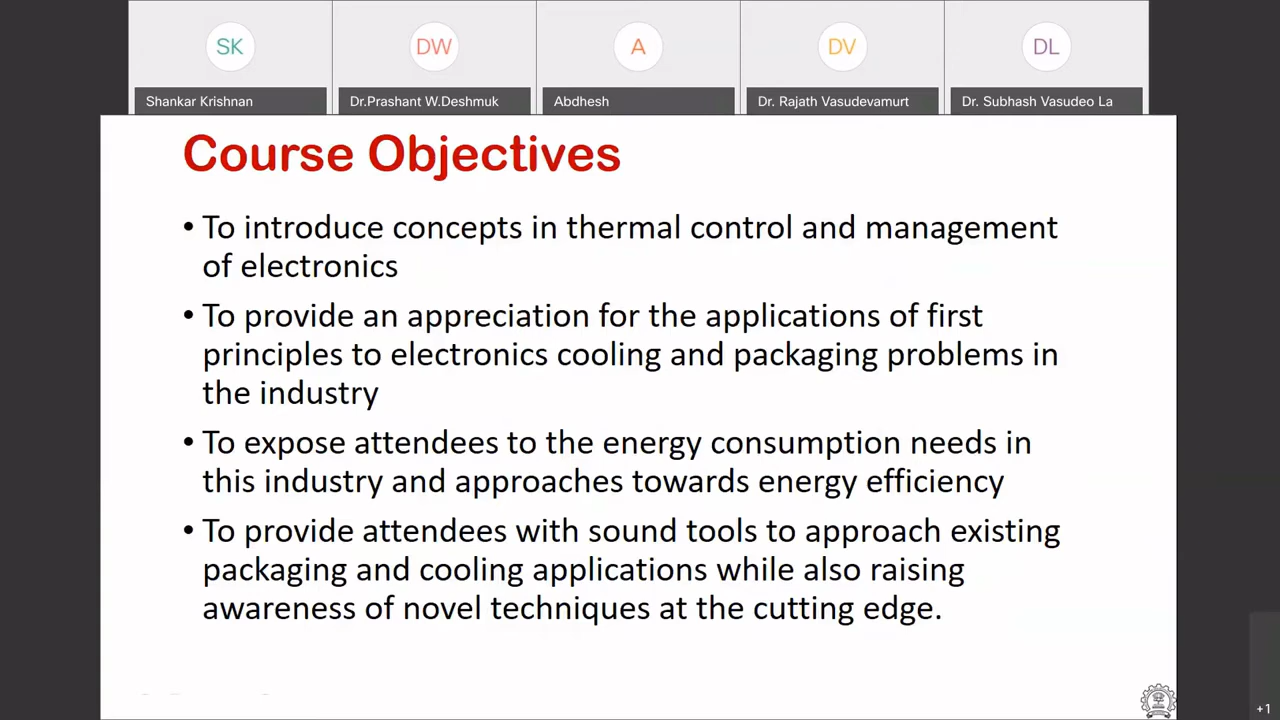 SK
DW
A
DV
DL
Shankar Krishnan
Dr.Prashant W.Deshmuk
Abdhesh
Dr. Rajath Vasudevamurt
Dr. Subhash Vasudeo La
Course Objectives
• To introduce concepts in thermal control and management
of electronics
• To provide an appreciation for the applications of first
principles to electronics cooling and packaging problems in
the industry
• To expose attendees to the energy consumption needs in
this industry and approaches towards energy efficiency
• To provide attendees with sound tools to approach existing
packaging and cooling applications while also raising
awareness of novel techniques at the cutting edge.
+1